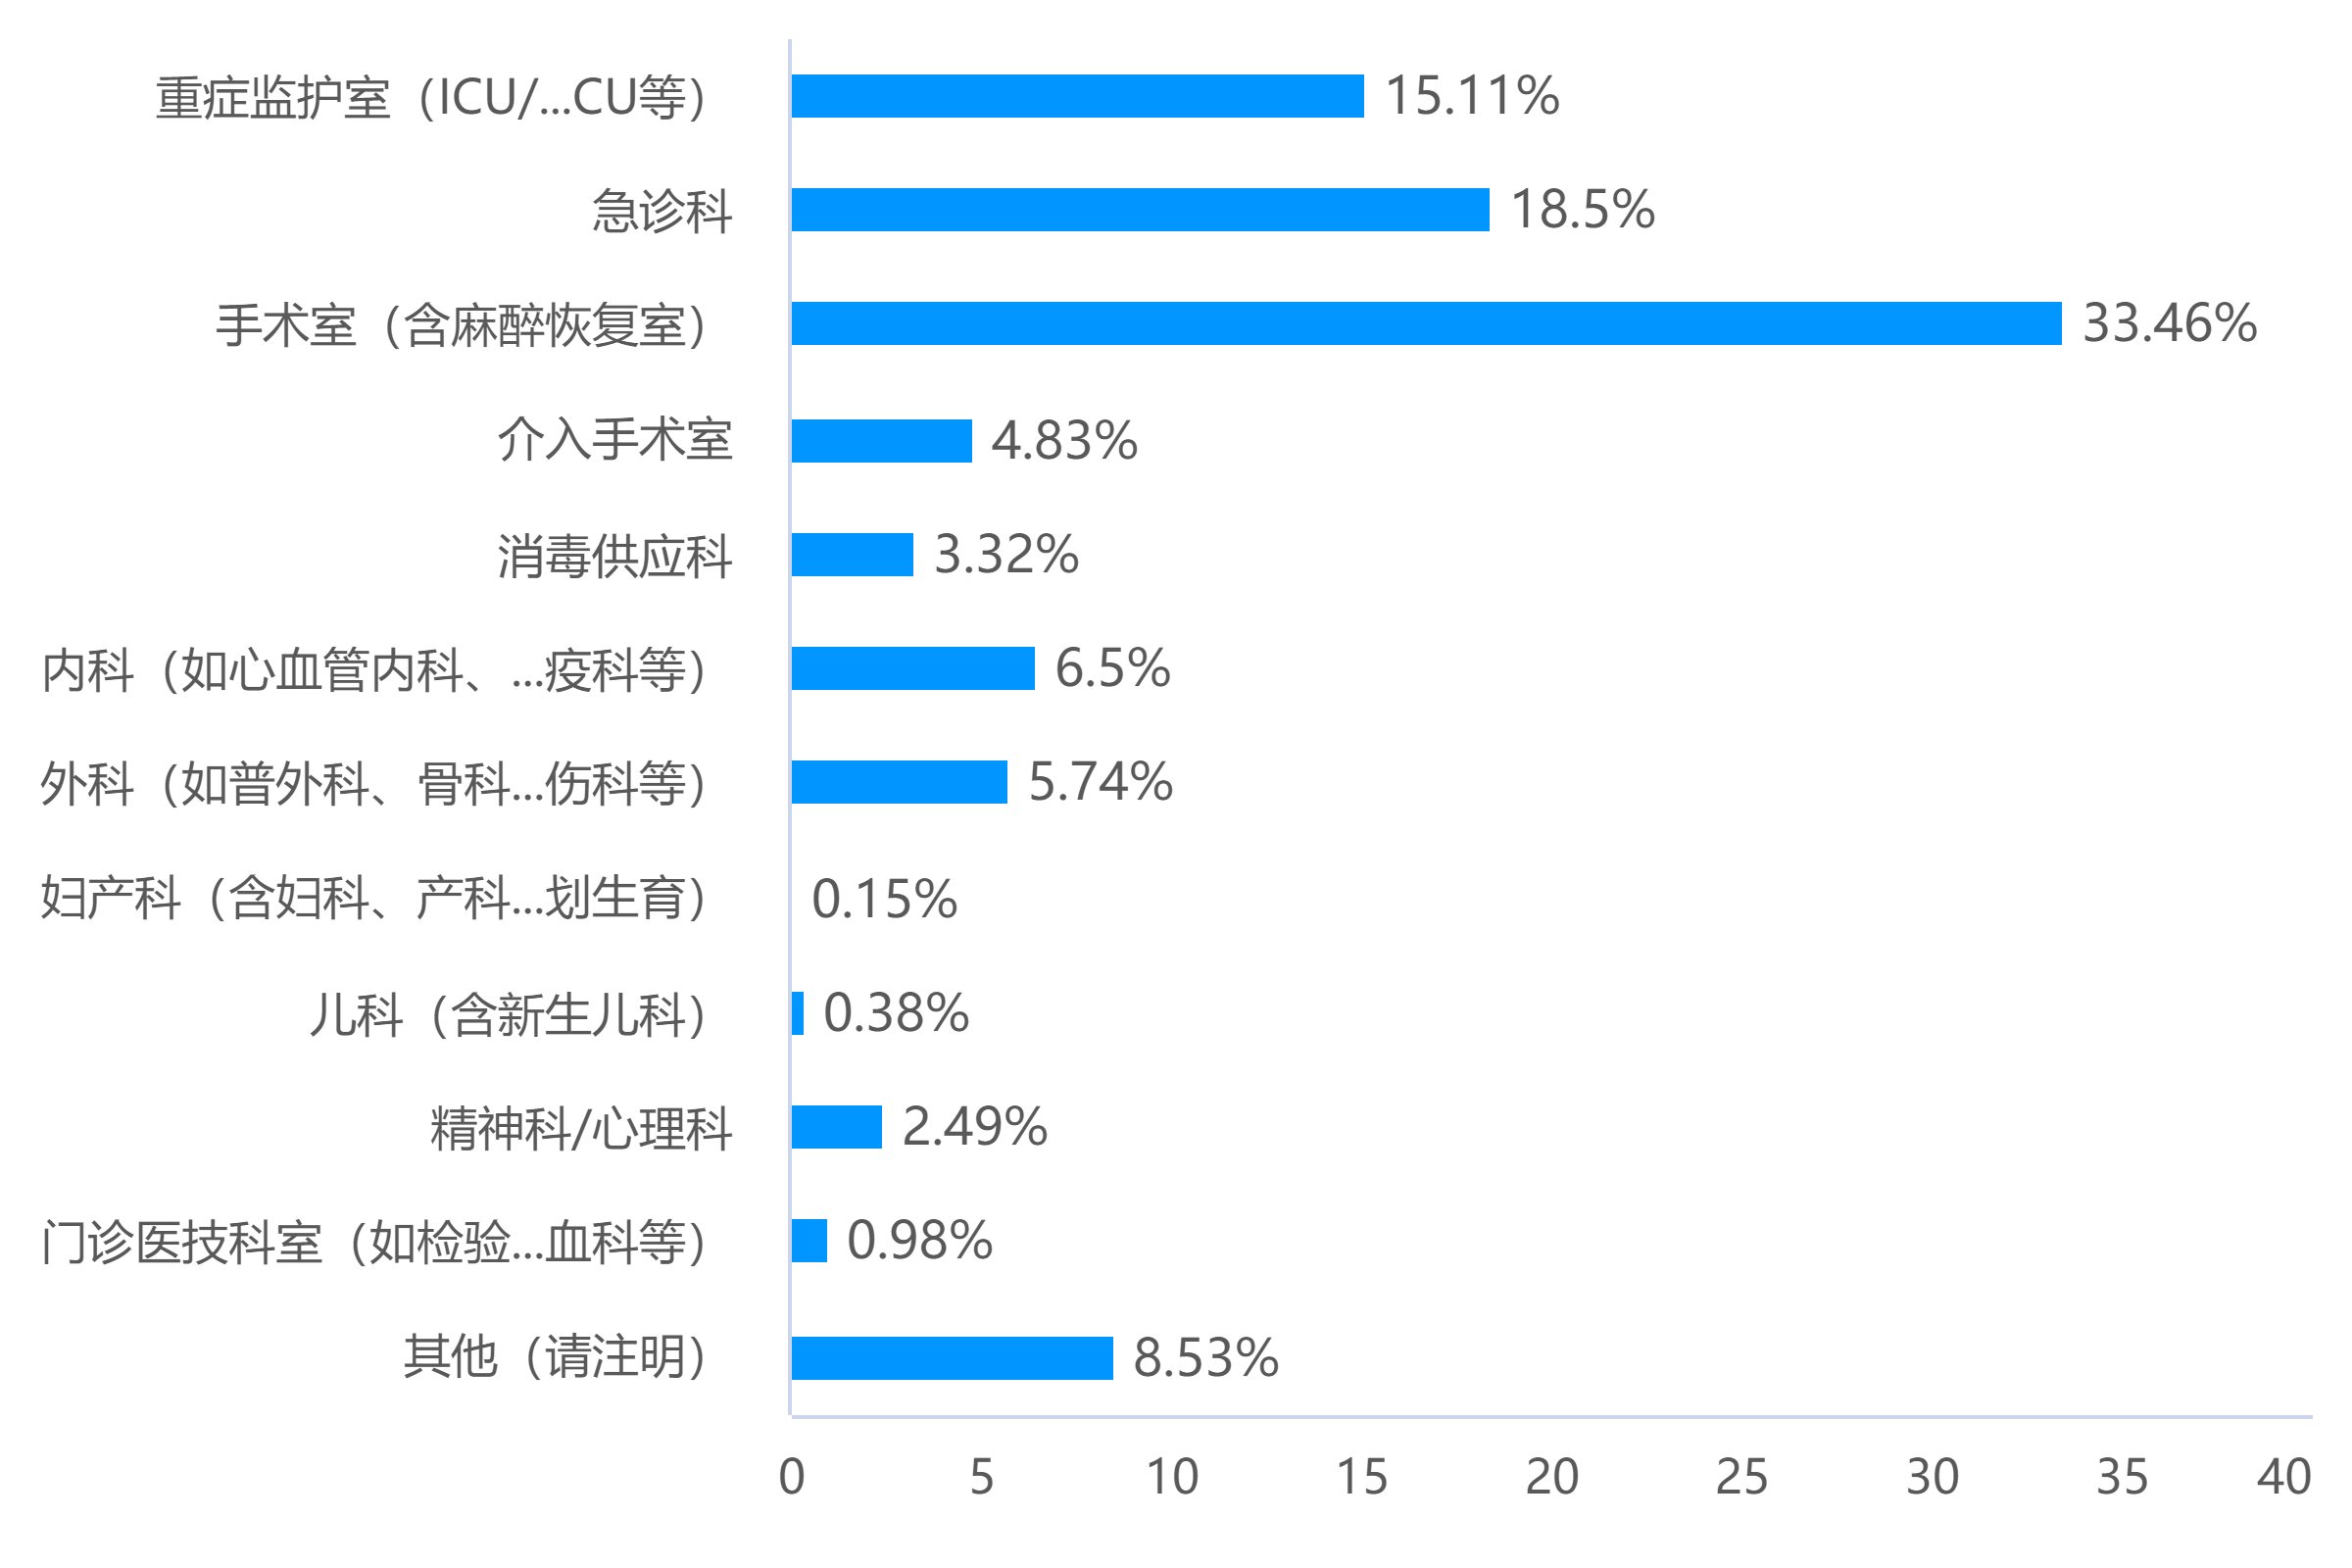 重症监护室（ICU/...CU等） 15.11%
急诊科 18.5%
手术室（含麻醉恢复室） 33.46%
介入手术室 4.83%
消毒供应科 3.32%
内科（如心血管内科、...疫科等） 6.5%
外科（如普外科、骨科...伤科等） 5.74%
妇产科（含妇科、产科...划生育） 0.15%
儿科（含新生儿科） 0.38%
精神科/心理科 2.49%
门诊医技科室（如检验...血科等） 0.98%
其他（请注明） 8.53%
0 5 10 15 20 25 30 35 40